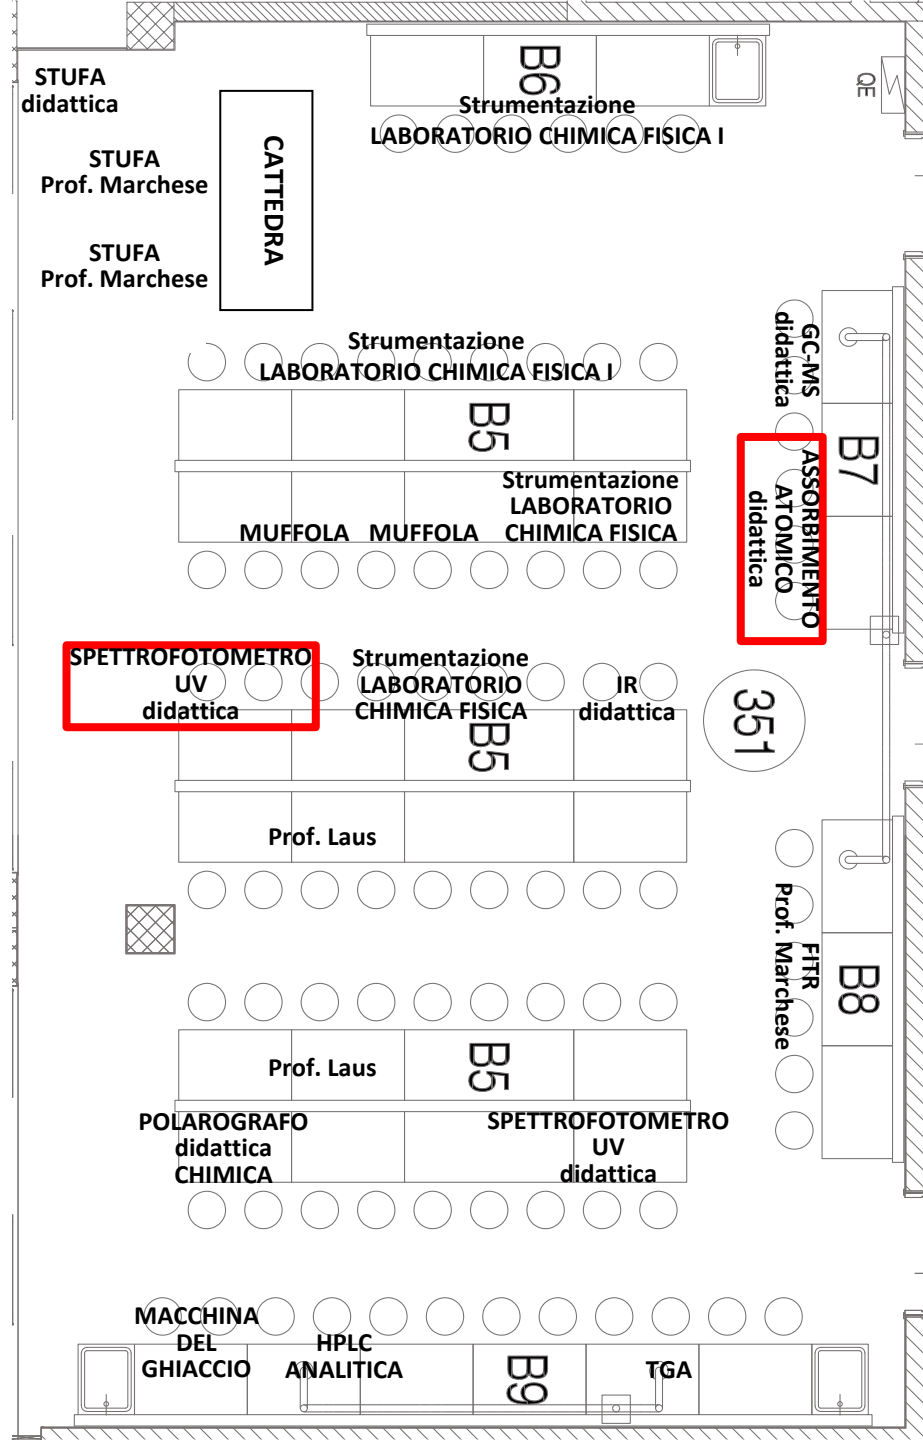 STUFA
didattica
B6
QE
Strumentazione
LABORATORIO CHIMICA FISICA I
STUFA
Prof. Marchese
CATTEDRA
STUFA
Prof. Marchese
Strumentazione
LABORATORIO CHIMICA FISICA I
GC-MS
didattica
B5
B7
ASSORBIMENTO
ATOMICO
didattica
Strumentazione
LABORATORIO
CHIMICA FISICA
MUFFOLA
MUFFOLA
SPETTROFOTOMETRO
UV
didattica
Strumentazione
LABORATORIO
CHIMICA FISICA
IR
didattica
351
B5
Prof. Laus
FITR
Prof. Marchese
B8
Prof. Laus
B5
POLAROGRAFO
didattica
CHIMICA
SPETTROFOTOMETRO
UV
didattica
MACCHINA
DEL
GHIACCIO
HPLC
ANALITICA
B9
TGA